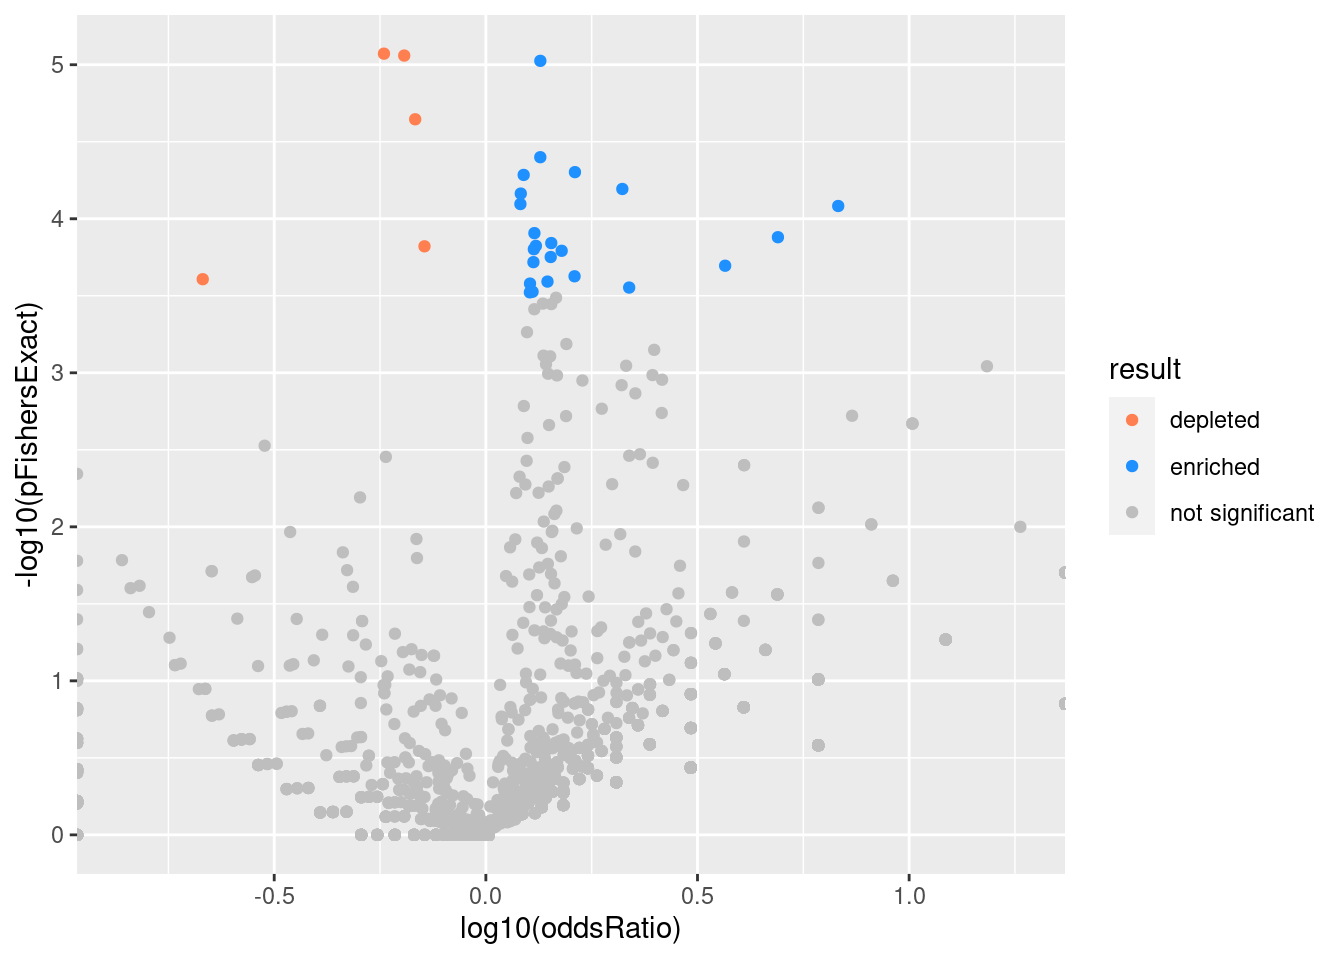 5
4
3
2
1
0
-log10(pFishersExact)
-0.5
0.0
0.5
1.0
log10(oddsRatio)
result
depleted
enriched
not significant